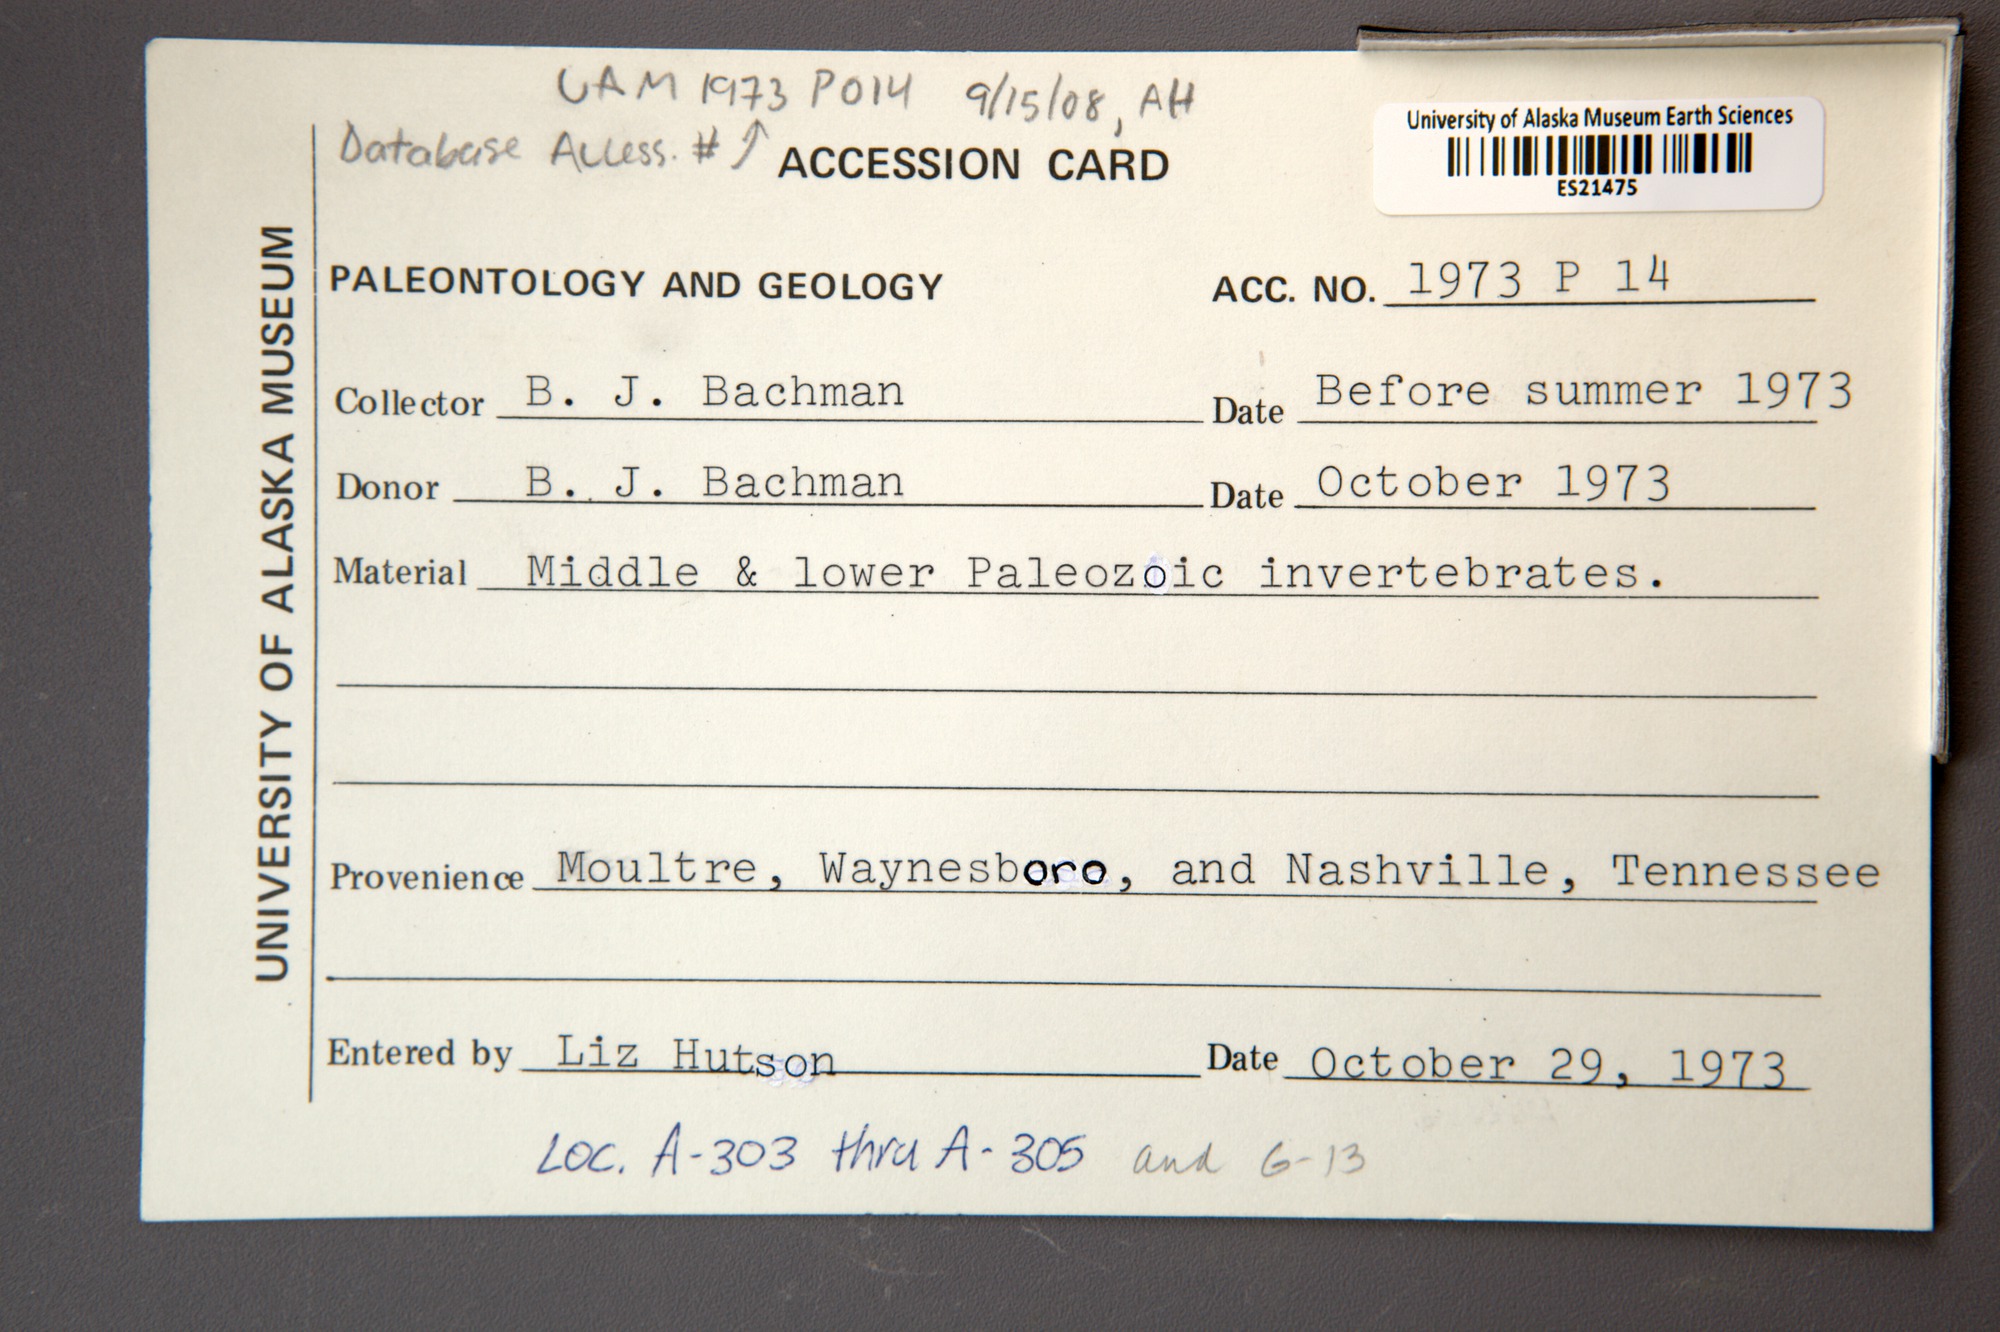 UAM 1973 P014 9/15/08, AH
Database Access. # ↑
ACCESSION CARD
University of Alaska Museum Earth Sciences
ES21475
UNIVERSITY OF ALASKA MUSEUM
PALEONTOLOGY AND GEOLOGY ACC. NO. 1973 P 14
Collector B. J. Bachman Date Before summer 1973
Donor B. J. Bachman Date October 1973
Material Middle & lower Paleozoic invertebrates.
Provenience Moultre, Waynesboro, and Nashville, Tennessee
Entered by Liz Hutson Date October 29, 1973
Loc. A-303 thru A-305 and G-13